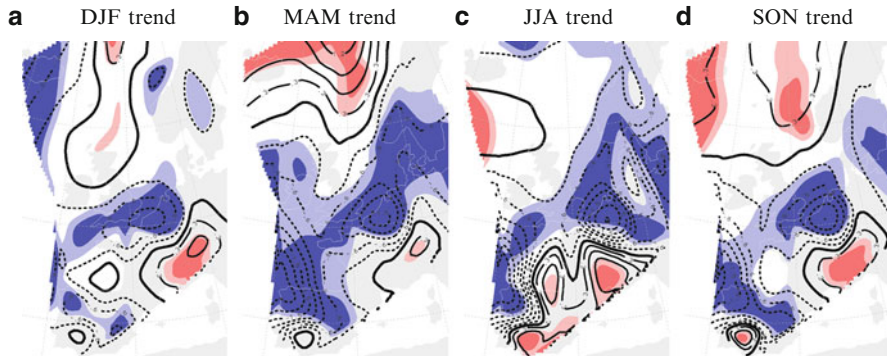 a DJF trend
b MAM trend
c JJA trend
d SON trend